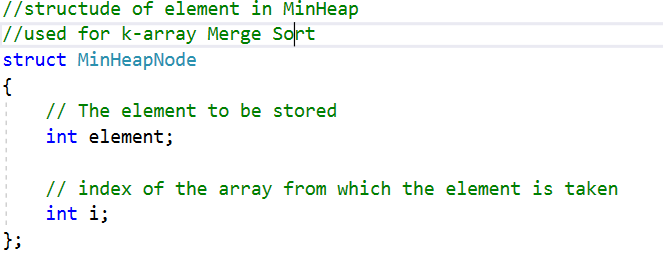 //structude of element in MinHeap
//used for k-array Merge Sort
struct MinHeapNode
{
    // The element to be stored
    int element;

    // index of the array from which the element is taken
    int i;
};